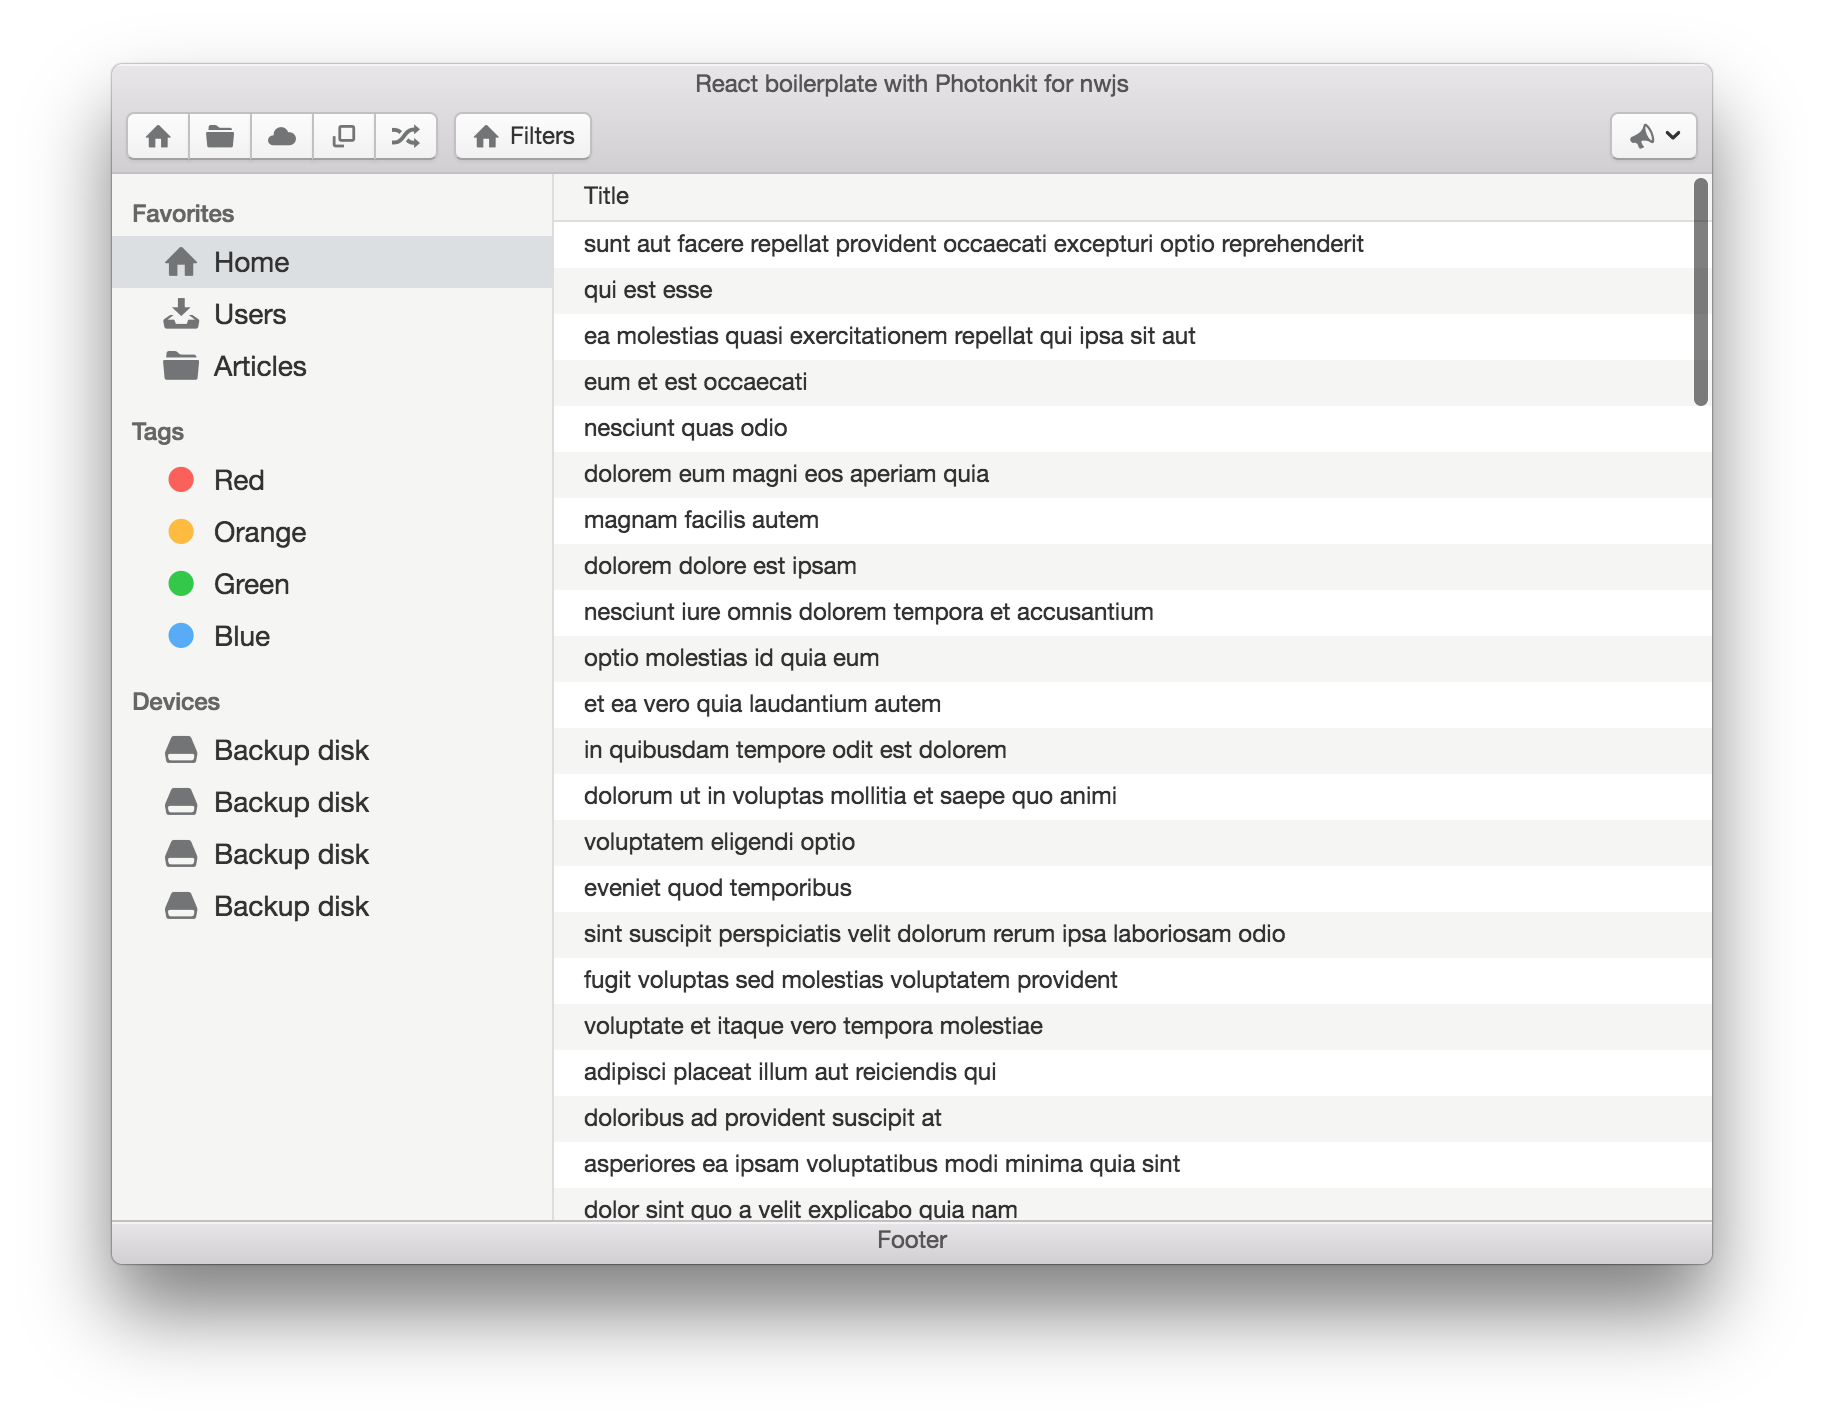 React boilerplate with Photonkit for nwjs
Filters
Favorites
Home
Users
Articles
Tags
Red
Orange
Green
Blue
Devices
Backup disk
Backup disk
Backup disk
Backup disk
Title
sunt aut facere repellat provident occaecati excepturi optio reprehenderit
qui est esse
ea molestias quasi exercitationem repellat qui ipsa sit aut
eum et est occaecati
nesciunt quas odio
dolorem eum magni eos aperiam quia
magnam facilis autem
dolorem dolore est ipsam
nesciunt iure omnis dolorem tempora et accusantium
optio molestias id quia eum
et ea vero quia laudantium autem
in quibusdam tempore odit est dolorem
dolorum ut in voluptas mollitia et saepe quo animi
voluptatem eligendi optio
eveniet quod temporibus
sint suscipit perspiciatis velit dolorum rerum ipsa laboriosam odio
fugit voluptas sed molestias voluptatem provident
voluptate et itaque vero tempora molestiae
adipisci placeat illum aut reiciendis qui
doloribus ad provident suscipit at
asperiores ea ipsam voluptatibus modi minima quia sint
dolor sint quo a velit explicabo quia nam
Footer